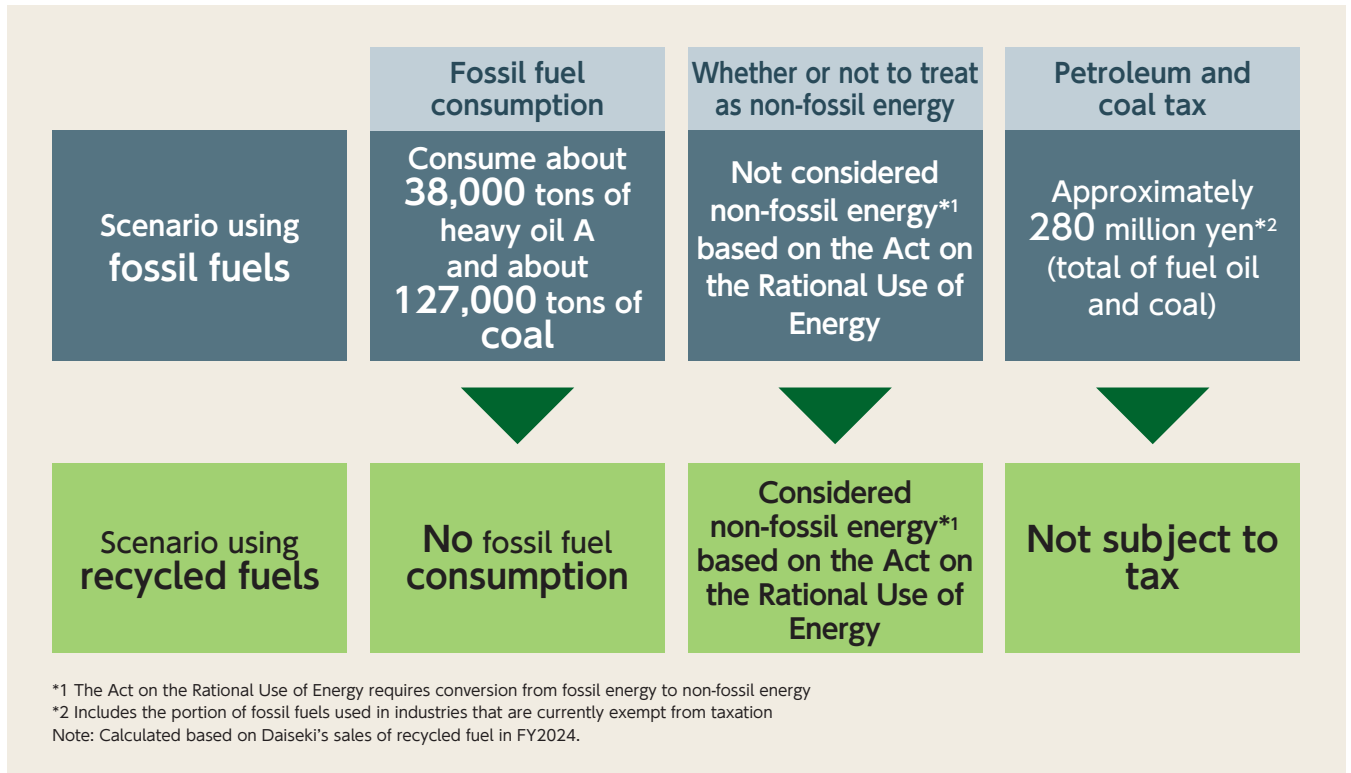 Fossil fuel
consumption
Whether or not to treat
as non-fossil energy
Petroleum and
coal tax
Scenario using
fossil fuels
Consume about
38,000 tons of
heavy oil A
and about
127,000 tons of
coal
Not considered
non-fossil energy*1
based on the Act on
the Rational Use of
Energy
Approximately
280 million yen*2
(total of fuel oil
and coal)
Scenario using
recycled fuels
No fossil fuel
consumption
Considered
non-fossil energy*1
based on the Act on
the Rational Use of
Energy
Not subject to
tax
*1 The Act on the Rational Use of Energy requires conversion from fossil energy to non-fossil energy
*2 Includes the portion of fossil fuels used in industries that are currently exempt from taxation
Note: Calculated based on Daiseki's sales of recycled fuel in FY2024.